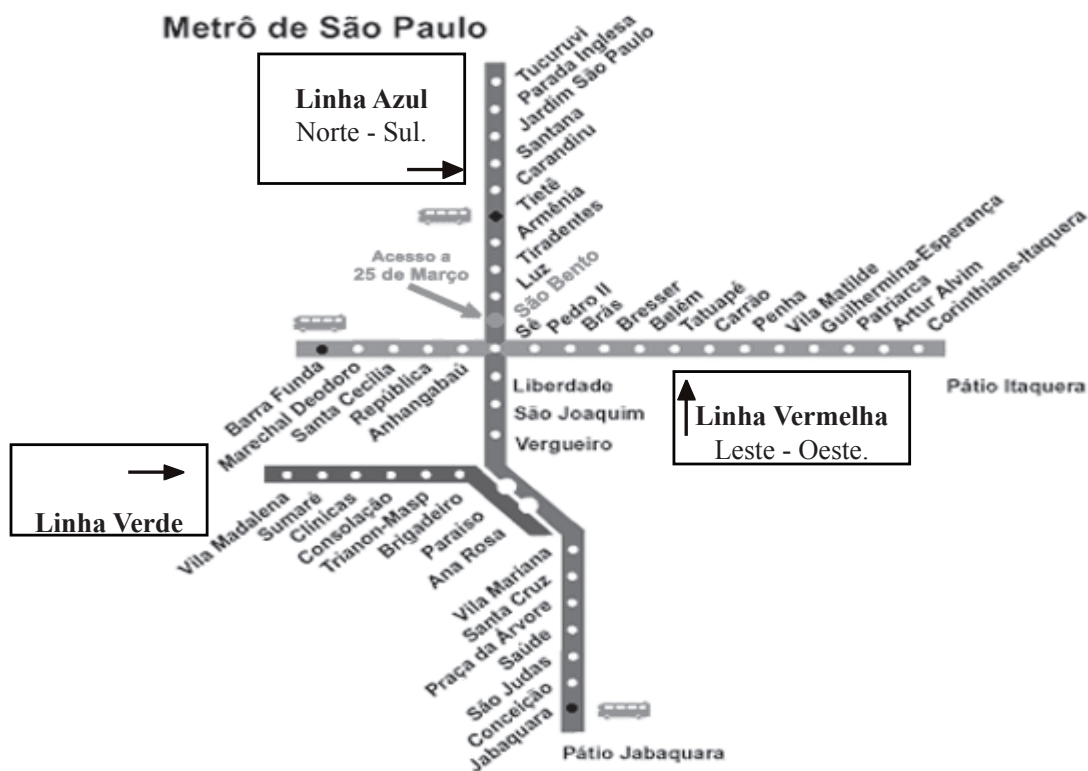 Metrô de São Paulo
Linha Azul
Norte - Sul.
Tucuruvi
Parada Inglesa
Jardim São Paulo
Santana
Carandiru
Tietê
Armênia
Tiradentes
Luz
São Bento
Acesso a
25 de Março
Sé
Pedro II
Brás
Bresser
Belém
Tatuapé
Carrão
Penha
Vila Matilde
Guilhermina-Esperança
Patriarca
Artur Alvim
Corinthians-Itaquera
Barra Funda
Marechal Deodoro
Santa Cecília
República
Anhangabaú
Liberdade
São Joaquim
Vergueiro
Linha Vermelha
Leste - Oeste.
Pátio Itaquera
Linha Verde
Vila Madalena
Sumaré
Clínicas
Consolação
Trianon-Masp
Brigadeiro
Paraíso
Ana Rosa
Vila Mariana
Santa Cruz
Praça da Árvore
Saúde
São Judas
Conceição
Jabaquara
Pátio Jabaquara